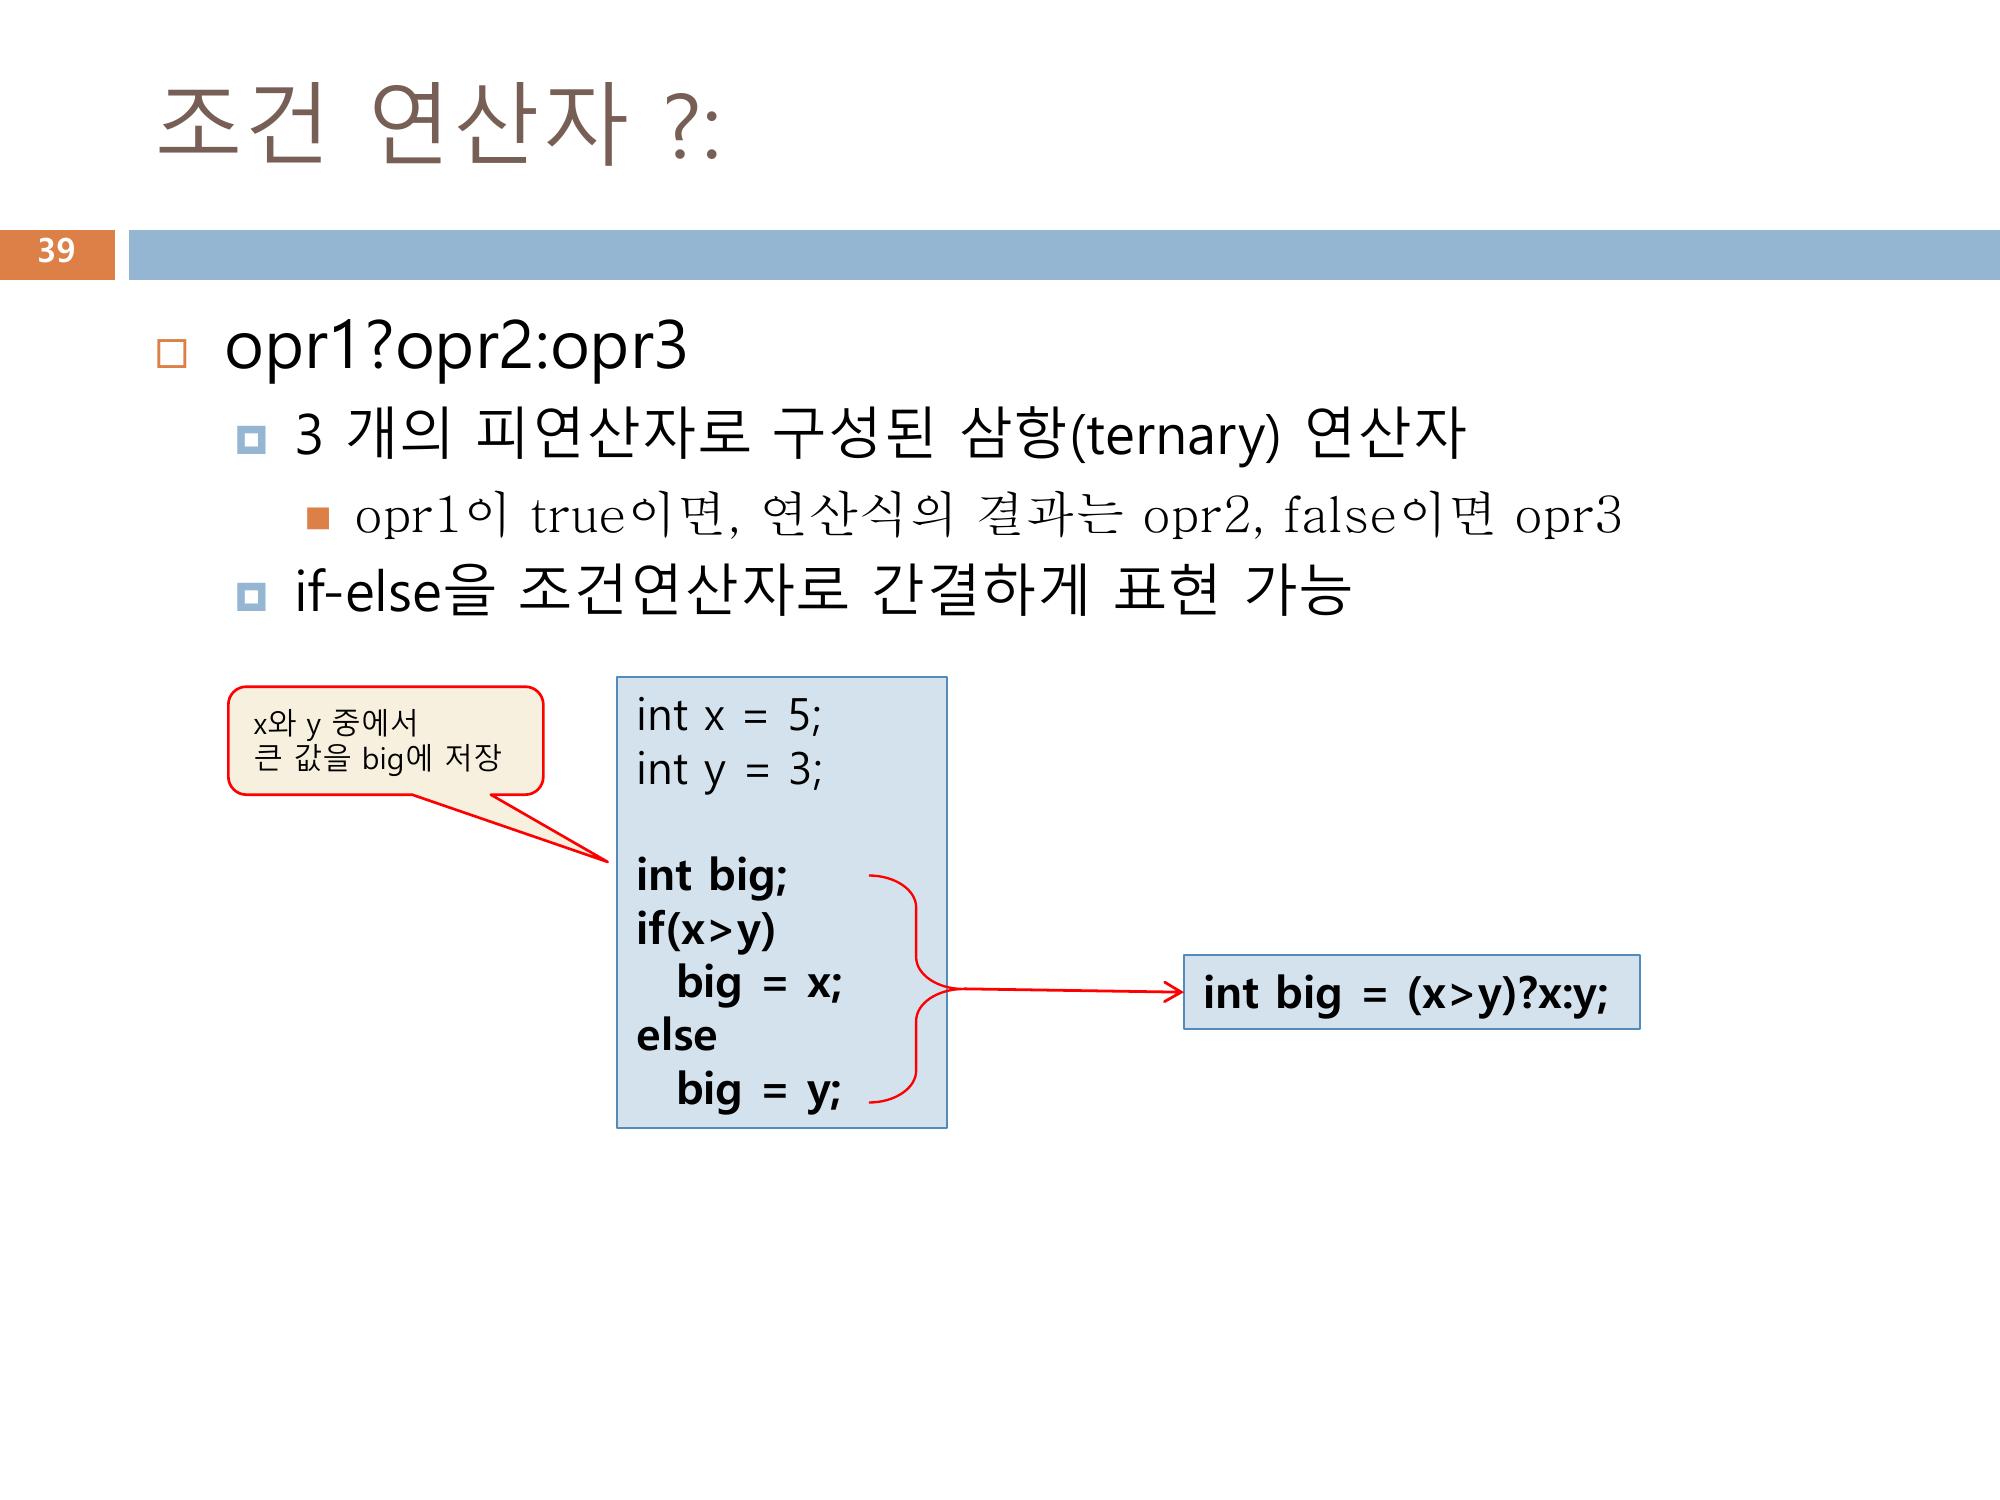 조건 연산자 ?:
39
opr1?opr2:opr3
3 개의 피연산자로 구성된 삼항(ternary) 연산자
opr1이 true이면, 연산식의 결과는 opr2, false이면 opr3
if-else을 조건연산자로 간결하게 표현 가능
x와 y 중에서
큰 값을 big에 저장
int x = 5;
int y = 3;
int big;
if(x>y)
big = x;
else
big = y;
int big = (x>y)?x:y;